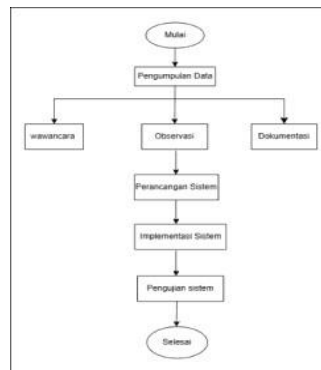 Mulai
Pengumpulan Data
wawancara
Observasi
Dokumentasi
Perancangan Sistem
Implementasi Sistem
Pengujian sistem
Selesai